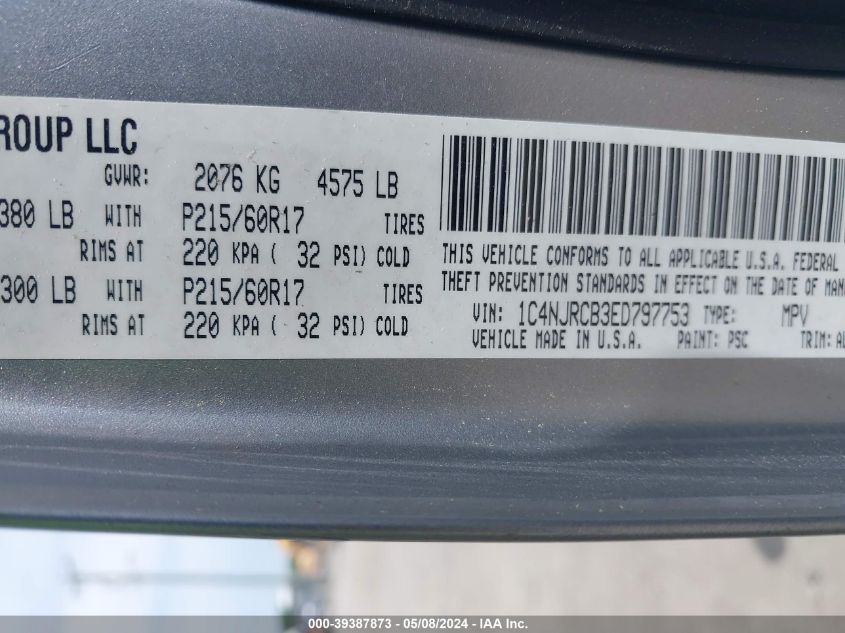 ROUP LLC
GVWR: 2076 KG 4575 LB
380 LB WITH P215/60R17 TIRES
RIMS AT 220 KPA ( 32 PSI) COLD
300 LB WITH P215/60R17 TIRES
RIMS AT 220 KPA ( 32 PSI) COLD
THIS VEHICLE CONFORMS TO ALL APPLICABLE U.S.A. FEDERAL
THEFT PREVENTION STANDARDS IN EFFECT ON THE DATE OF MAN
VIN: 1C4NJRCB3ED797753 TYPE: MPV
VEHICLE MADE IN U.S.A. PAINT: PSC TRIM: AL
000-39387873 - 05/08/2024 - IAA Inc.